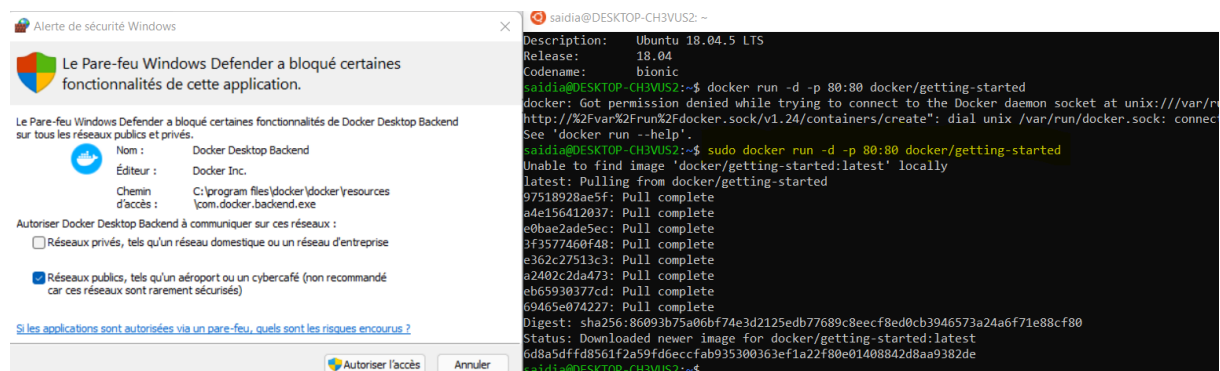 Alerte de sécurité Windows
Le Pare-feu Windows Defender a bloqué certaines
fonctionnalités de cette application.
Le Pare-feu Windows Defender a bloqué certaines fonctionnalités de Docker Desktop Backend
sur tous les réseaux publics et privés.
Nom : Docker Desktop Backend
Éditeur : Docker Inc.
Chemin d'accès : C:\program files\docker\docker\resources
\com.docker.backend.exe
Autoriser Docker Desktop Backend à communiquer sur ces réseaux :
Réseaux privés, tels qu'un réseau domestique ou un réseau d'entreprise
Réseaux publics, tels qu'un aéroport ou un cybercafé (non recommandé
car ces réseaux sont rarement sécurisés)
Si les applications sont autorisées via un pare-feu, quels sont les risques encourus ?
Autoriser l'accès Annuler
saidia@DESKTOP-CH3VUS2: ~
Description: Ubuntu 18.04.5 LTS
Release: 18.04
Codename: bionic
saidia@DESKTOP-CH3VUS2:~$ docker run -d -p 80:80 docker/getting-started
docker: Got permission denied while trying to connect to the Docker daemon socket at unix:///var/ru
http://%2Fvar%2Frun%2Fdocker.sock/v1.24/containers/create": dial unix /var/run/docker.sock: connect
See 'docker run --help'.
saidia@DESKTOP-CH3VUS2:~$ sudo docker run -d -p 80:80 docker/getting-started
Unable to find image 'docker/getting-started:latest' locally
latest: Pulling from docker/getting-started
97518928ae5f: Pull complete
a4e156412037: Pull complete
e0bae2ade5ec: Pull complete
3f3577460f48: Pull complete
e362c27513c3: Pull complete
a2402c2da473: Pull complete
eb65930377cd: Pull complete
69465e074227: Pull complete
Digest: sha256:86093b75a06bf74e3d2125edb77689c8eecf8ed0cb3946573a24a6f71e88cf80
Status: Downloaded newer image for docker/getting-started:latest
6d8a5dffd8561f2a59fd6eccfab935300363ef1a22f80e01408842d8aa9382de
saidia@DESKTOP-CH3VUS2:~$